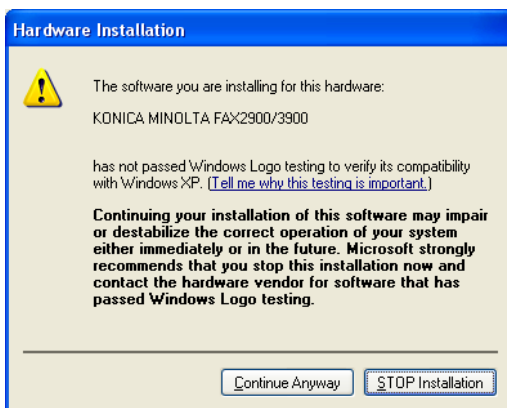 Hardware Installation
The software you are installing for this hardware:
KONICA MINOLTA FAX2900/3900
has not passed Windows Logo testing to verify its compatibility
with Windows XP. (Tell me why this testing is important.)
Continuing your installation of this software may impair
or destabilize the correct operation of your system
either immediately or in the future. Microsoft strongly
recommends that you stop this installation now and
contact the hardware vendor for software that has
passed Windows Logo testing.
Continue Anyway
STOP Installation